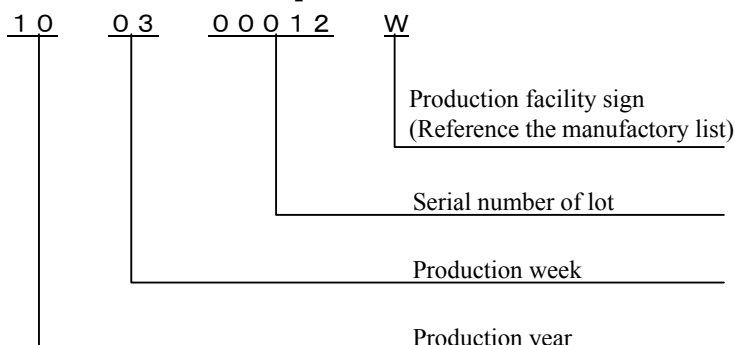 10 03 00012 W
Production facility sign
(Reference the manufactory list)
Serial number of lot
Production week
Production year